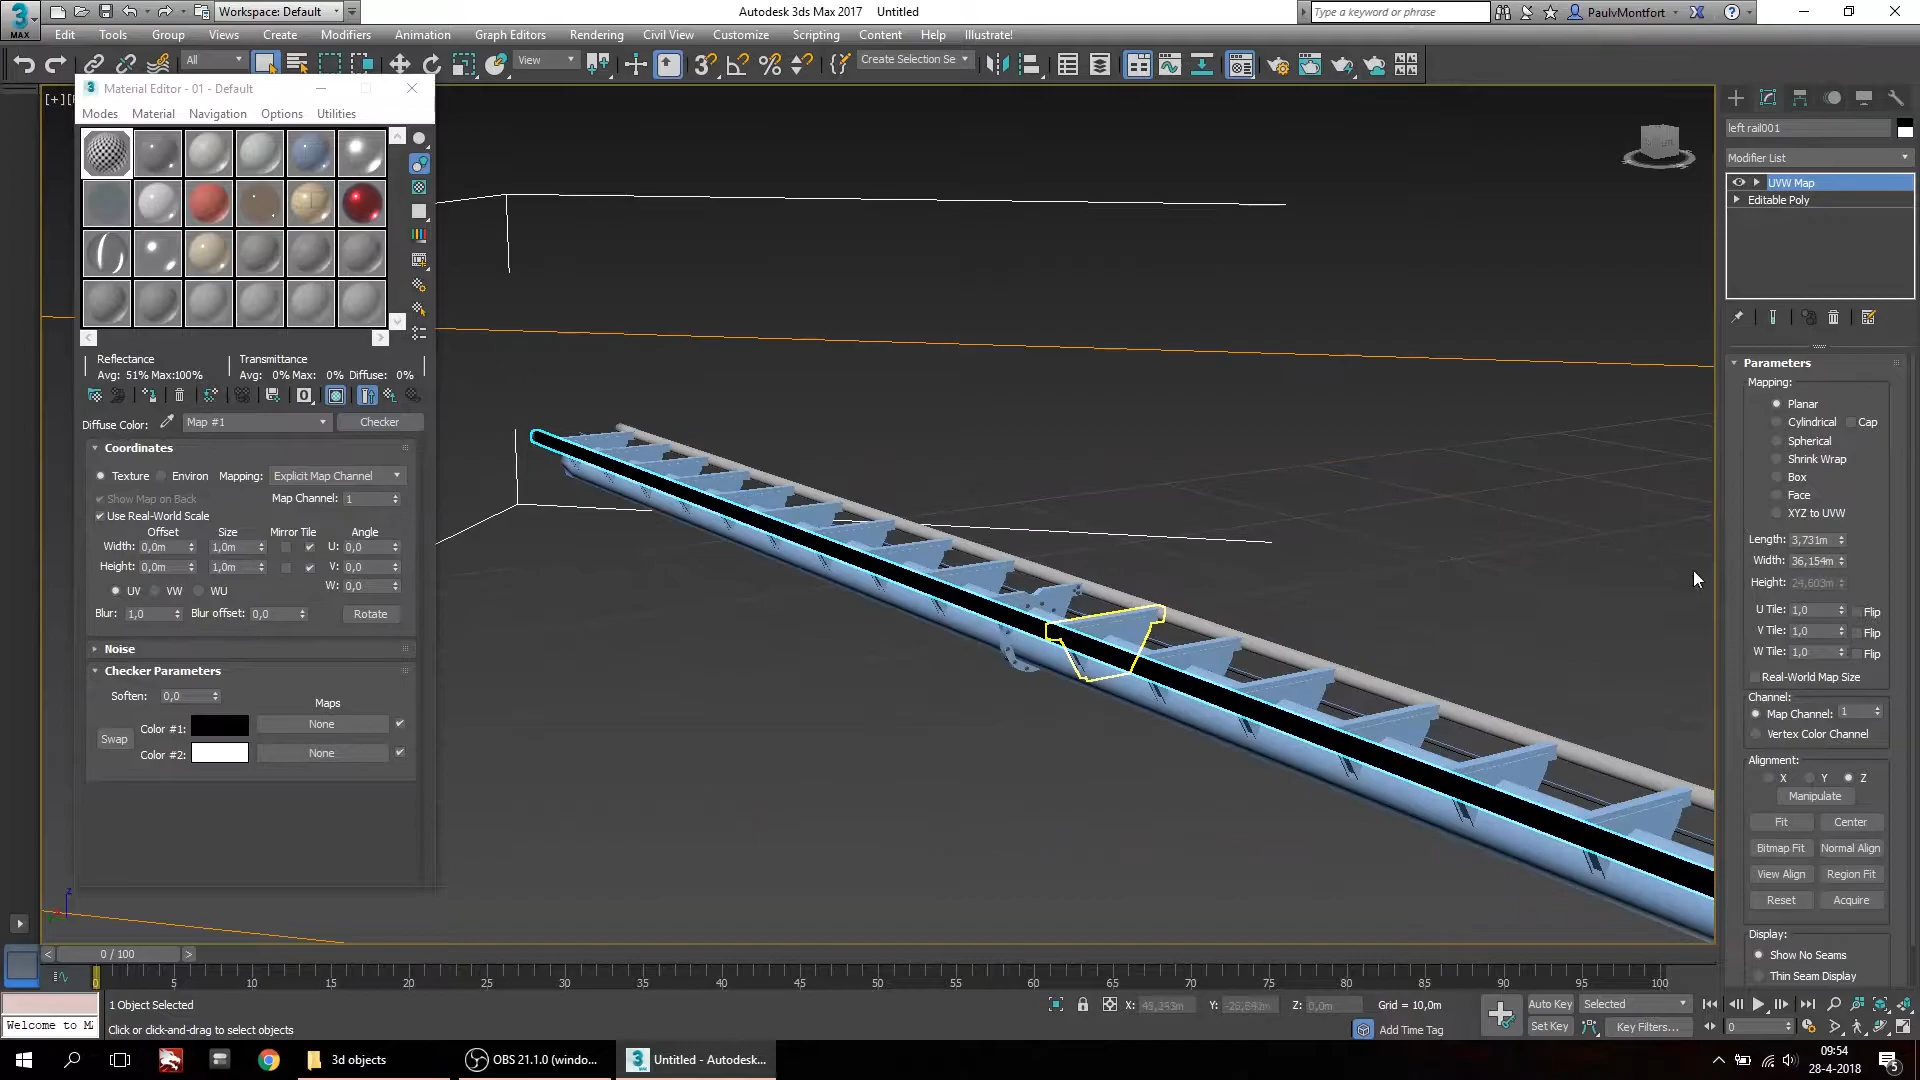 3
MAX
Workspace: Default
Autodesk 3ds Max 2017 Untitled
Type a keyword or phrase
PaulvMontfort
Edit Tools Group Views Create Modifiers Animation Graph Editors Rendering Civil View Customize Scripting Content Help Illustrate!
All
View
Create Selection Se
[+]
3 Material Editor - 01 - Default
Modes Material Navigation Options Utilities
Reflectance Transmittance
Avg: 51% Max:100% Avg: 0% Max: 0% Diffuse: 0%
Diffuse Color: Map #1 Checker
Coordinates
Texture Environ Mapping: Explicit Map Channel
Show Map on Back Map Channel: 1
Use Real-World Scale
Offset Size Mirror Tile Angle
Width: 0,0m 1,0m U: 0,0
Height: 0,0m 1,0m V: 0,0
W: 0,0
UV VW WU
Blur: 1,0 Blur offset: 0,0 Rotate
Noise
Checker Parameters
Soften: 0,0 Maps
Swap Color #1: None
Color #2: None
left rail001
Modifier List
UVW Map
Editable Poly
Parameters
Mapping:
Planar
Cylindrical Cap
Spherical
Shrink Wrap
Box
Face
XYZ to UVW
Length: 3,731m
Width: 36,154m
Height: 24,603m
U Tile: 1,0 Flip
V Tile: 1,0 Flip
W Tile: 1,0 Flip
Real-World Map Size
Channel:
Map Channel: 1
Vertex Color Channel
Alignment:
X Y Z
Manipulate
Fit Center
Bitmap Fit Normal Align
View Align Region Fit
Reset Acquire
Display:
Show No Seams
Thin Seam Display
z
< 0 / 100 >
0 5 10 15 20 25 30 35 40 45 50 55 60 65 70 75 80 85 90 95 100
1 Object Selected
Click or click-and-drag to select objects
Welcome to
X: Y: Z: 0,0m Grid = 10,0m
Add Time Tag
Auto Key Selected
Set Key Key Filters...
0
3d objects
OBS 21.1.0 (windo...
Untitled - Autodesk...
09:54
28-4-2018
5